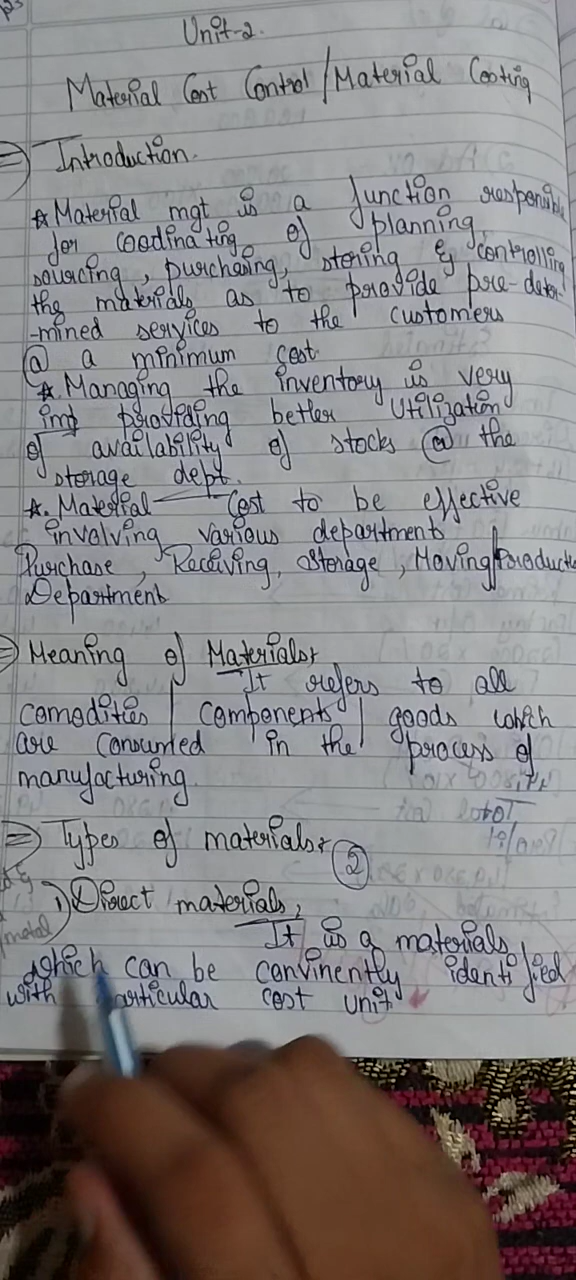 Unit-2.
Material Cost Control / Material Costing
Introduction.
* Material mgt is a function responsible
for coodinating of planning,
sourcing, purchasing, storing & controlling
the materials as to provide pre-deter-
-mined services to the customers
@ a minimum cost.
* Managing the inventory is very
imp providing better utilization
of availability of stocks @ the
storage dept.
*. Material Cost to be effective
involving various department
Purchase, Receiving, Storage, Moving/Product
Department
Meaning of Materials:
It refers to all
comodites / components / goods which
are consumed in the process of
manufacturing.
Types of materials: (2)
1) Direct materials,
metal
It is a materials
which can be convinently identified
with particular cost unit